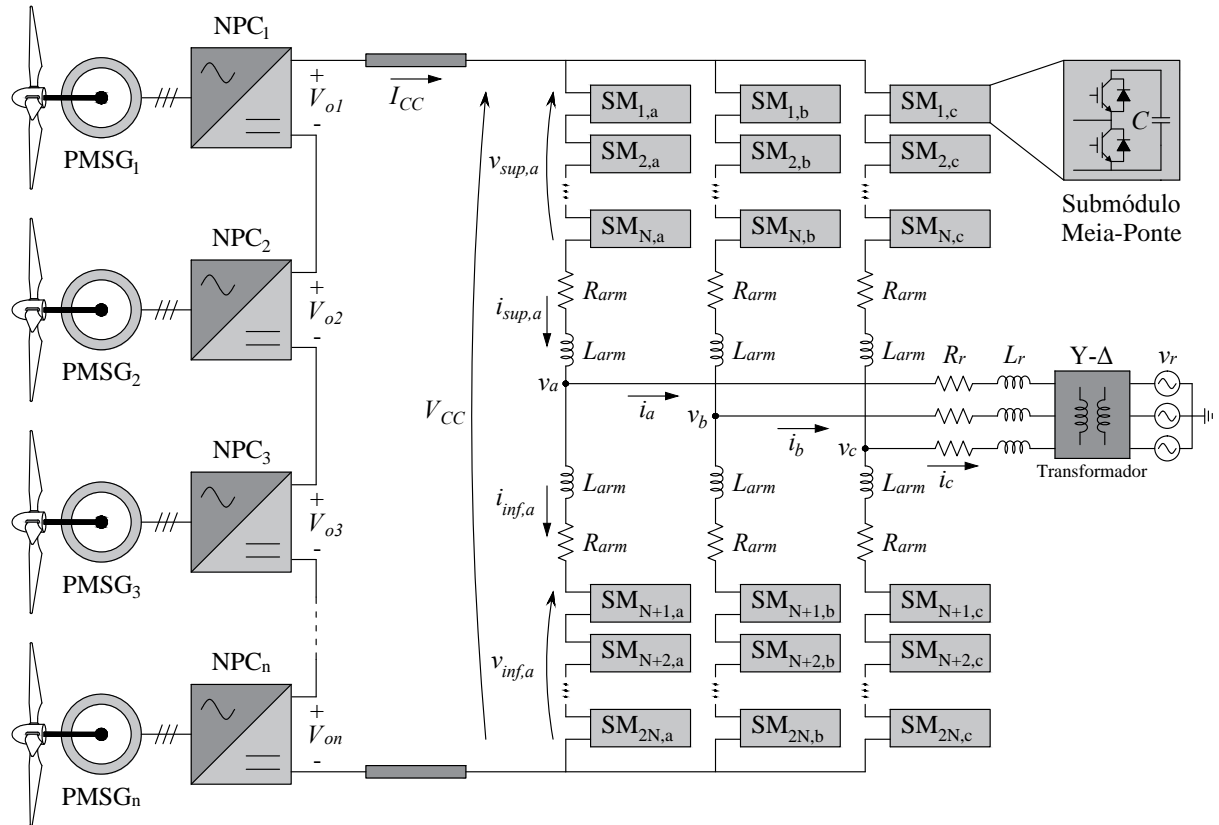 NPC1
PMSG1
+
Vo1
-
ICC
NPC2
PMSG2
+
Vo2
-
NPC3
PMSG3
+
Vo3
-
NPCn
PMSGn
+
Von
-
VCC
vsup,a
vinf,a
SM1,a
SM1,b
SM1,c
SM2,a
SM2,b
SM2,c
SMN,a
SMN,b
SMN,c
C
Submódulo
Meia-Ponte
Rarm
Rarm
Rarm
isup,a
Larm
Larm
Larm
Rr
Lr
Y-Δ
vr
va
ia
vb
ib
vc
ic
Transformador
Larm
Larm
Larm
iinf,a
Rarm
Rarm
Rarm
SMN+1,a
SMN+1,b
SMN+1,c
SMN+2,a
SMN+2,b
SMN+2,c
SM2N,a
SM2N,b
SM2N,c